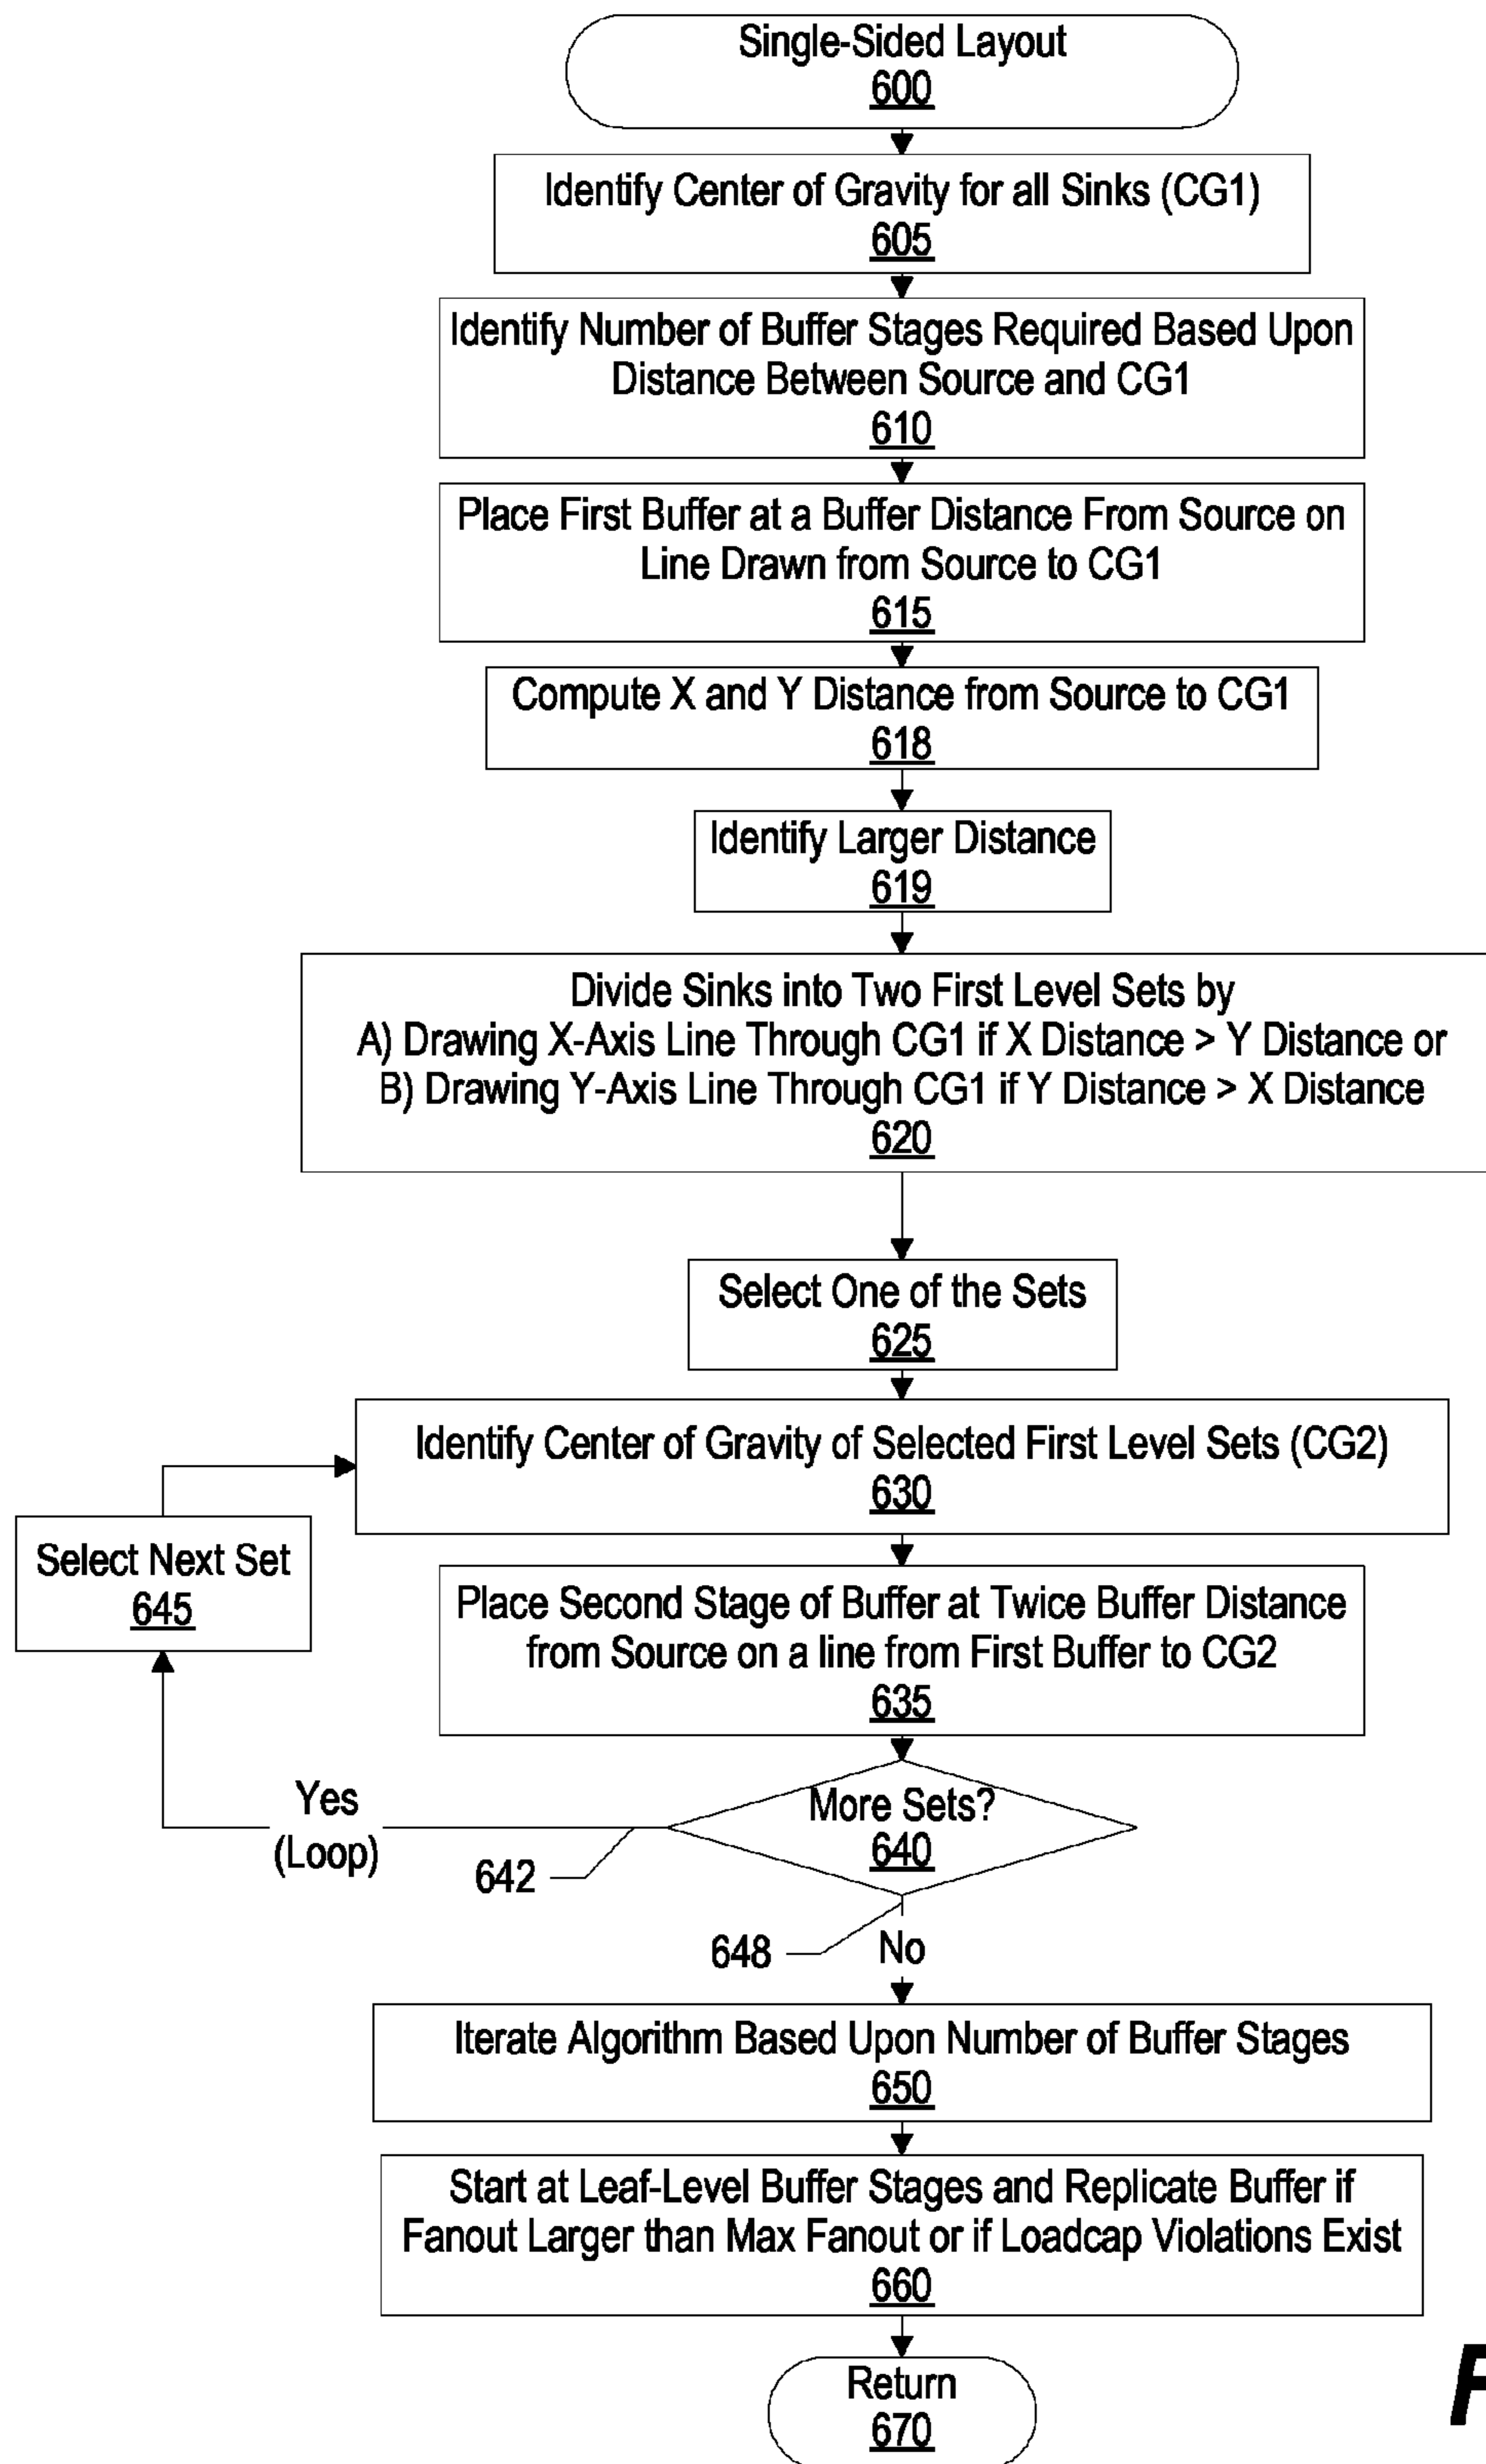 Single-Sided Layout
600
Identify Center of Gravity for all Sinks (CG1)
605
Identify Number of Buffer Stages Required Based Upon
Distance Between Source and CG1
610
Place First Buffer at a Buffer Distance From Source on
Line Drawn from Source to CG1
615
Compute X and Y Distance from Source to CG1
618
Identify Larger Distance
619
Divide Sinks into Two First Level Sets by
A) Drawing X-Axis Line Through CG1 if X Distance > Y Distance or
B) Drawing Y-Axis Line Through CG1 if Y Distance > X Distance
620
Select One of the Sets
625
Identify Center of Gravity of Selected First Level Sets (CG2)
630
Select Next Set
645
Place Second Stage of Buffer at Twice Buffer Distance
from Source on a line from First Buffer to CG2
635
More Sets?
640
Yes
(Loop)
642
648
No
Iterate Algorithm Based Upon Number of Buffer Stages
650
Start at Leaf-Level Buffer Stages and Replicate Buffer if
Fanout Larger than Max Fanout or if Loadcap Violations Exist
660
Return
670